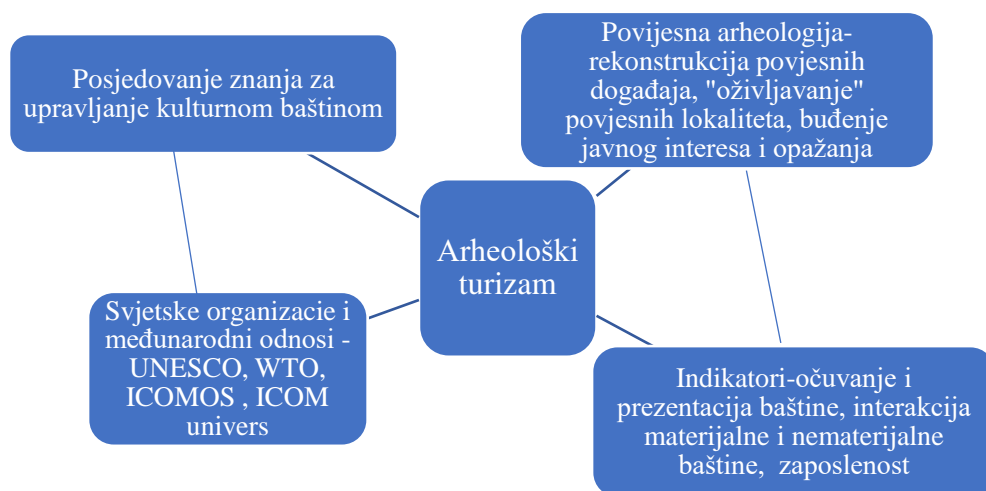 Posjedovanje znanja za
upravljanje kulturnom baštinom
Povijesna arheologija-
rekonstrukcija povjesnih
događaja, "oživljavanje"
povjesnih lokaliteta, buđenje
javnog interesa i opažanja
Arheološki
turizam
Svjetske organizacie i
međunarodni odnosi -
UNESCO, WTO,
ICOMOS , ICOM
univers
Indikatori-očuvanje i
prezentacija baštine, interakcija
materijalne i nematerijalne
baštine, zaposlenost